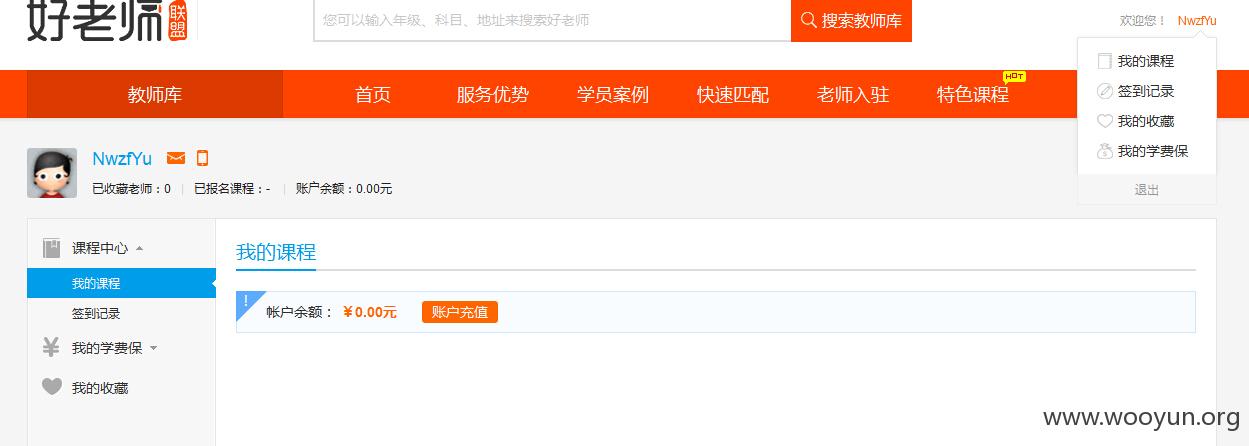 好老师 联盟
您可以输入年级、科目、地址来搜索好老师
搜索教师库
欢迎您！ NwzfYu
我的课程
签到记录
我的收藏
我的学费保
退出
教师库 首页 服务优势 学员案例 快速匹配 老师入驻 特色课程 HOT
NwzfYu
已收藏老师：0 已报名课程：- 账户余额：0.00元
课程中心
我的课程
签到记录
我的学费保
我的收藏
我的课程
帐户余额： ￥0.00元 账户充值
www.wooyun.org